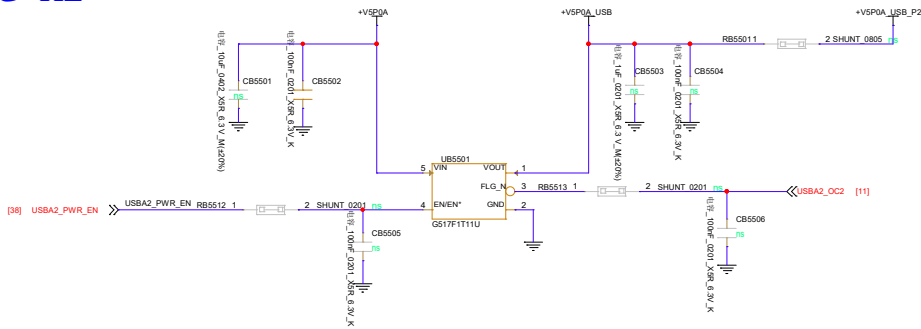 +V5P0A
+V5P0A_USB
+V5P0A_USB_P2
电容_10uF_0402_X5R_6.3 V_M(±20%)
CB5501
ns
电容_100nF_0201_X5R_6.3V_K
CB5502
电容_1uF_0201_X5R_6.3 V_M(±20%)
CB5503
ns
电容_100nF_0201_X5R_6.3V_K
CB5504
ns
RB5501 1
2 SHUNT_0805 ns
UB5501
5 VIN
VOUT 1
FLG_N 3
RB5513 1
2 SHUNT_0201 ns
USBA2_OC2 [11]
[38] USBA2_PWR_EN
USBA2_PWR_EN RB5512 1
2 SHUNT_0201 ns
4 EN/EN*
GND 2
G517F1T11U
电容_100nF_0201_X5R_6.3V_K
CB5505
ns
电容_100nF_0201_X5R_6.3V_K
CB5506
ns